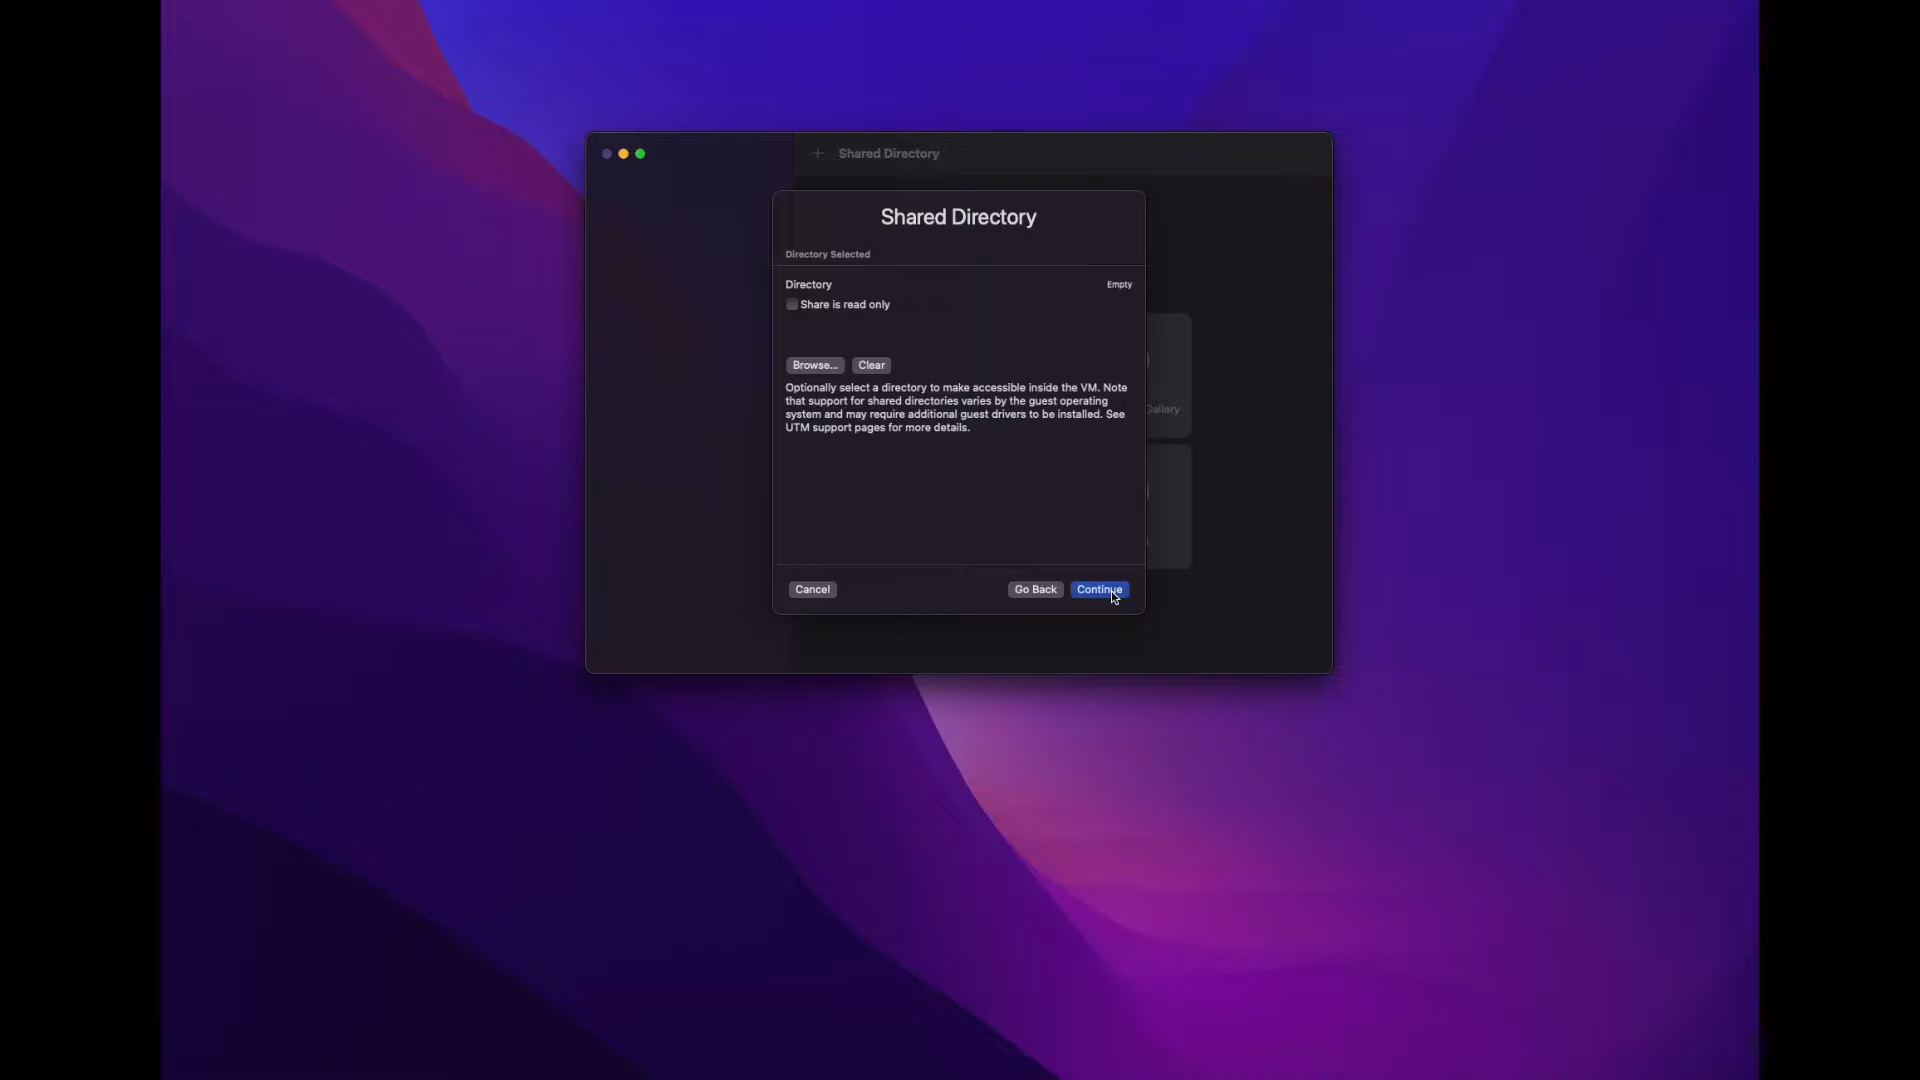 Shared Directory
Shared Directory
Directory Selected
Directory
Empty
Share is read only
Browse...
Clear
Optionally select a directory to make accessible inside the VM. Note
that support for shared directories varies by the guest operating
system and may require additional guest drivers to be installed. See
UTM support pages for more details.
Gallery
Cancel
Go Back
Continue